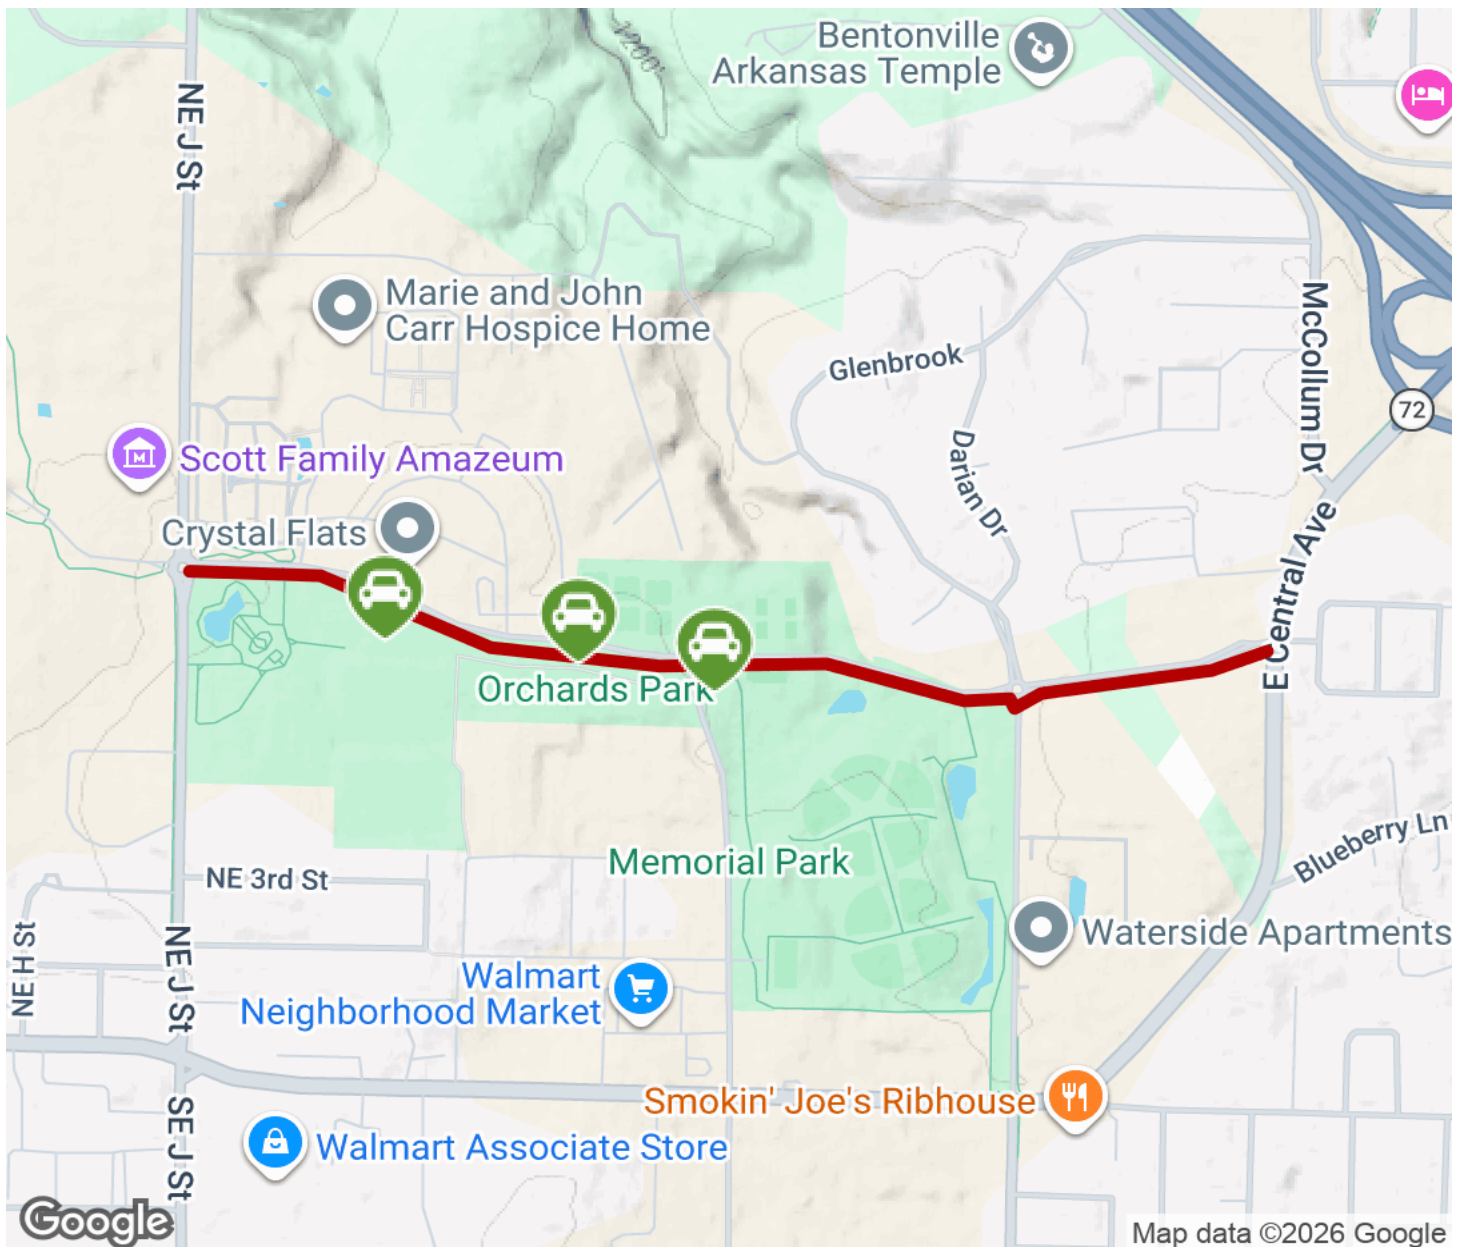 Bentonville
Arkansas Temple
1200'
NE J St
Marie and John
Carr Hospice Home
McCollum Dr
Glenbrook
72
Darian Dr
Scott Family Amazeum
Crystal Flats
E Central Ave
Orchards Park
Blueberry Ln
Memorial Park
NE 3rd St
NE H St
NE J St
Waterside Apartments
Walmart
Neighborhood Market
Smokin' Joe's Ribhouse
SE J St
Walmart Associate Store
Google
Map data ©2026 Google